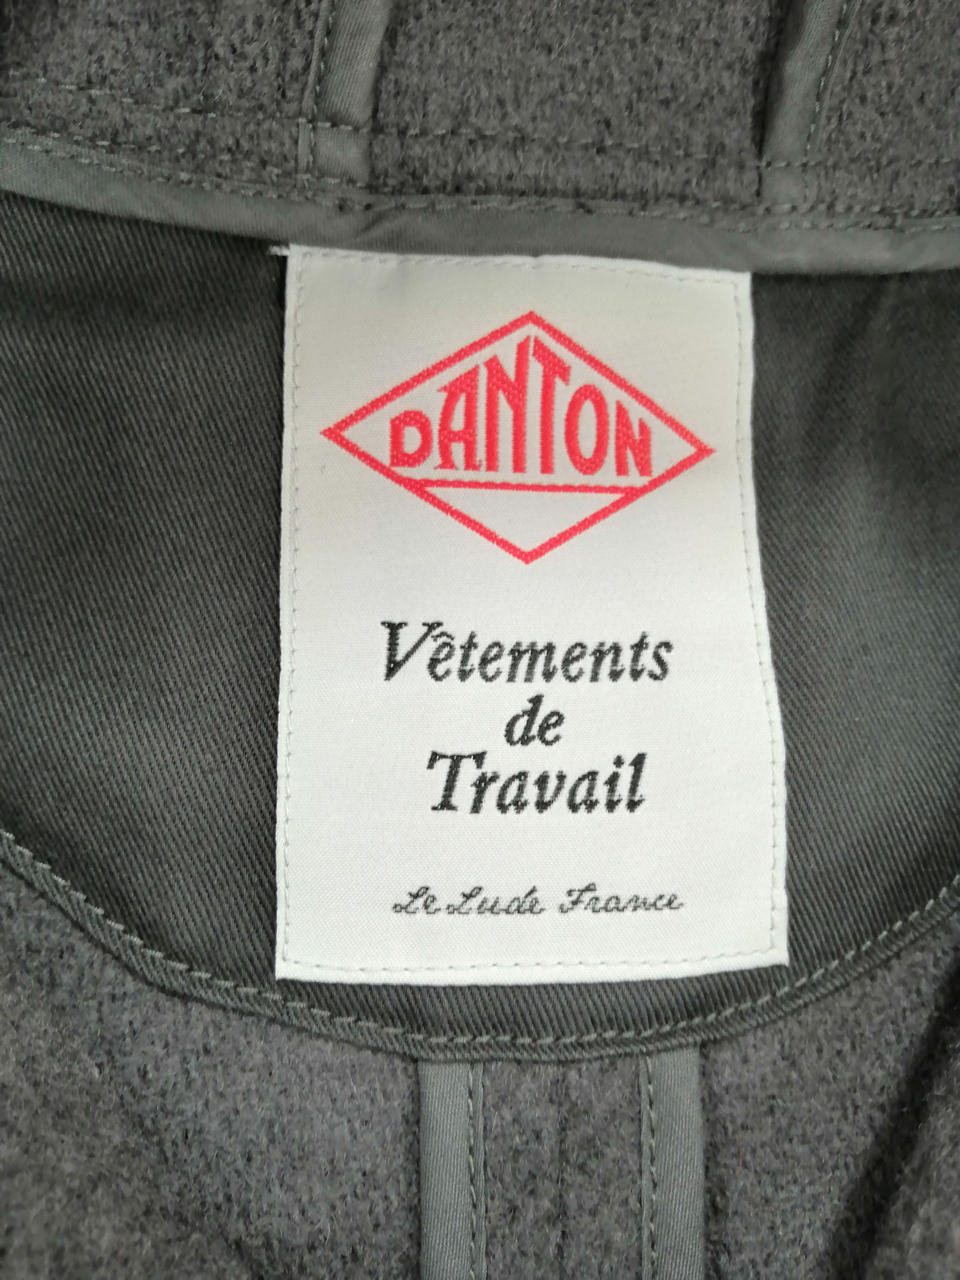 DANTON
Vêtements
de
Travail
Le Lude France